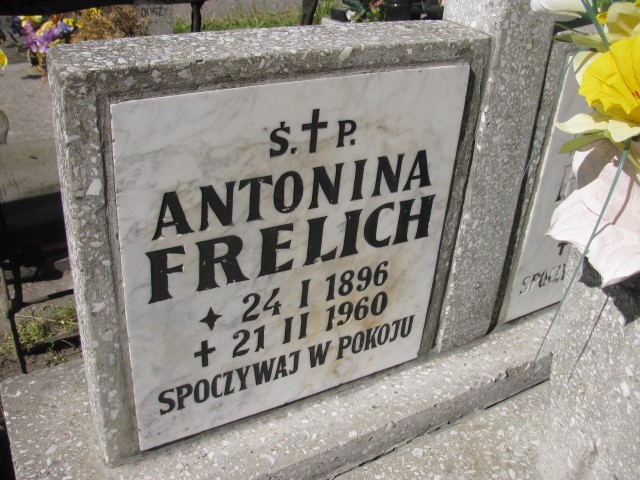 Ś. † P.
ANTONINA
FRELICH
✦ 24 I 1896
† 21 II 1960
SPOCZYWAJ W POKOJU